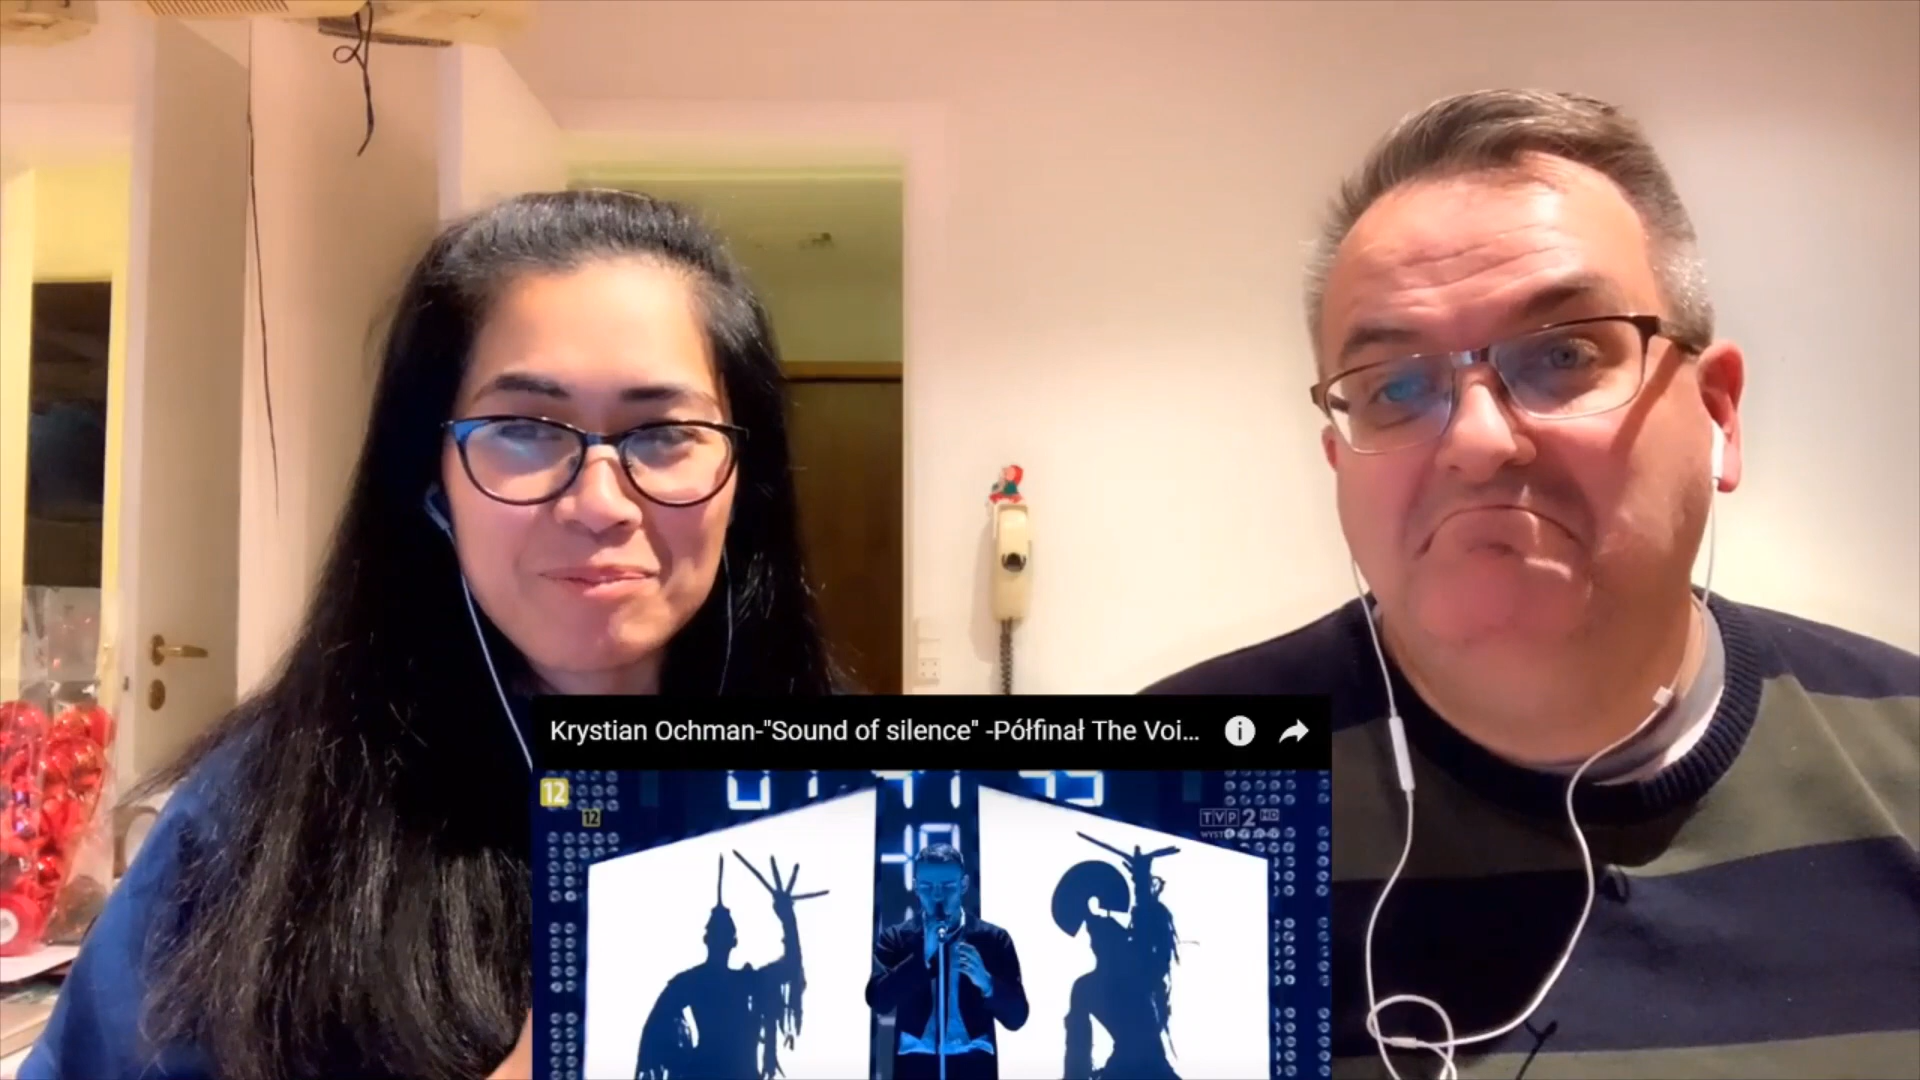 Krystian Ochman-"Sound of silence" -Półfinał The Voi...
12
12
TVP 2 HD